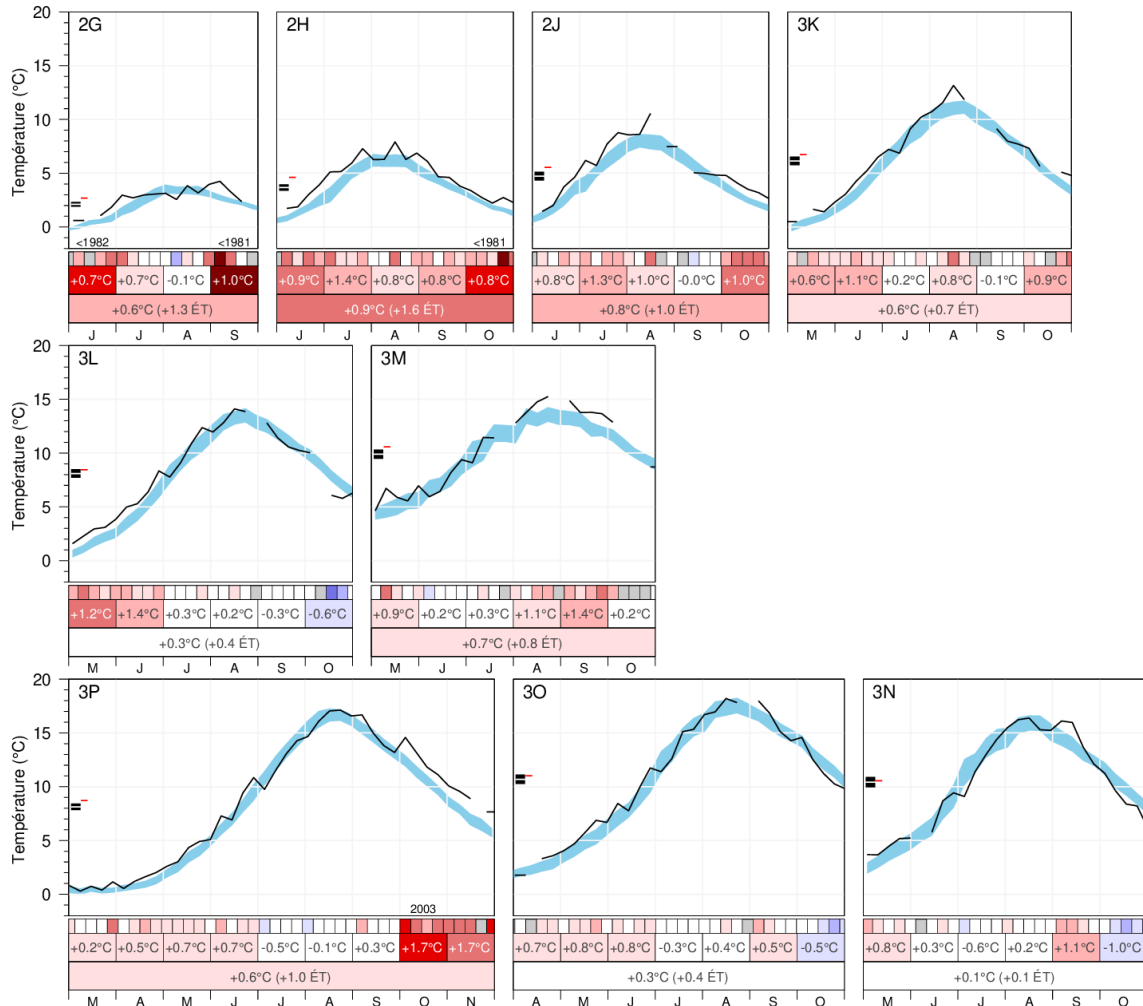 2G 2H 2J 3K
Température (°C)
20
15
10
5
0
<1982 <1981 <1981
+0.7°C +0.7°C -0.1°C +1.0°C +0.9°C +1.4°C +0.8°C +0.8°C +0.8°C +0.8°C +1.3°C +1.0°C -0.0°C +1.0°C +0.6°C +1.1°C +0.2°C +0.8°C -0.1°C +0.9°C
+0.6°C (+1.3 ÉT) +0.9°C (+1.6 ÉT) +0.8°C (+1.0 ÉT) +0.6°C (+0.7 ÉT)
J J A S J J A S O J J A S O M J J A S O
3L 3M
Température (°C)
20
15
10
5
0
+1.2°C +1.4°C +0.3°C +0.2°C -0.3°C -0.6°C +0.9°C +0.2°C +0.3°C +1.1°C +1.4°C +0.2°C
+0.3°C (+0.4 ÉT) +0.7°C (+0.8 ÉT)
M J J A S O M J J A S O
3P 3O 3N
Température (°C)
20
15
10
5
0
2003
+0.2°C +0.5°C +0.7°C +0.7°C -0.5°C -0.1°C +0.3°C +1.7°C +1.7°C +0.7°C +0.8°C +0.8°C -0.3°C +0.4°C +0.5°C -0.5°C +0.8°C +0.3°C -0.6°C +0.2°C +1.1°C -1.0°C
+0.6°C (+1.0 ÉT) +0.3°C (+0.4 ÉT) +0.1°C (+0.1 ÉT)
M A M J J A S O N A M J J A S O M J J A S O